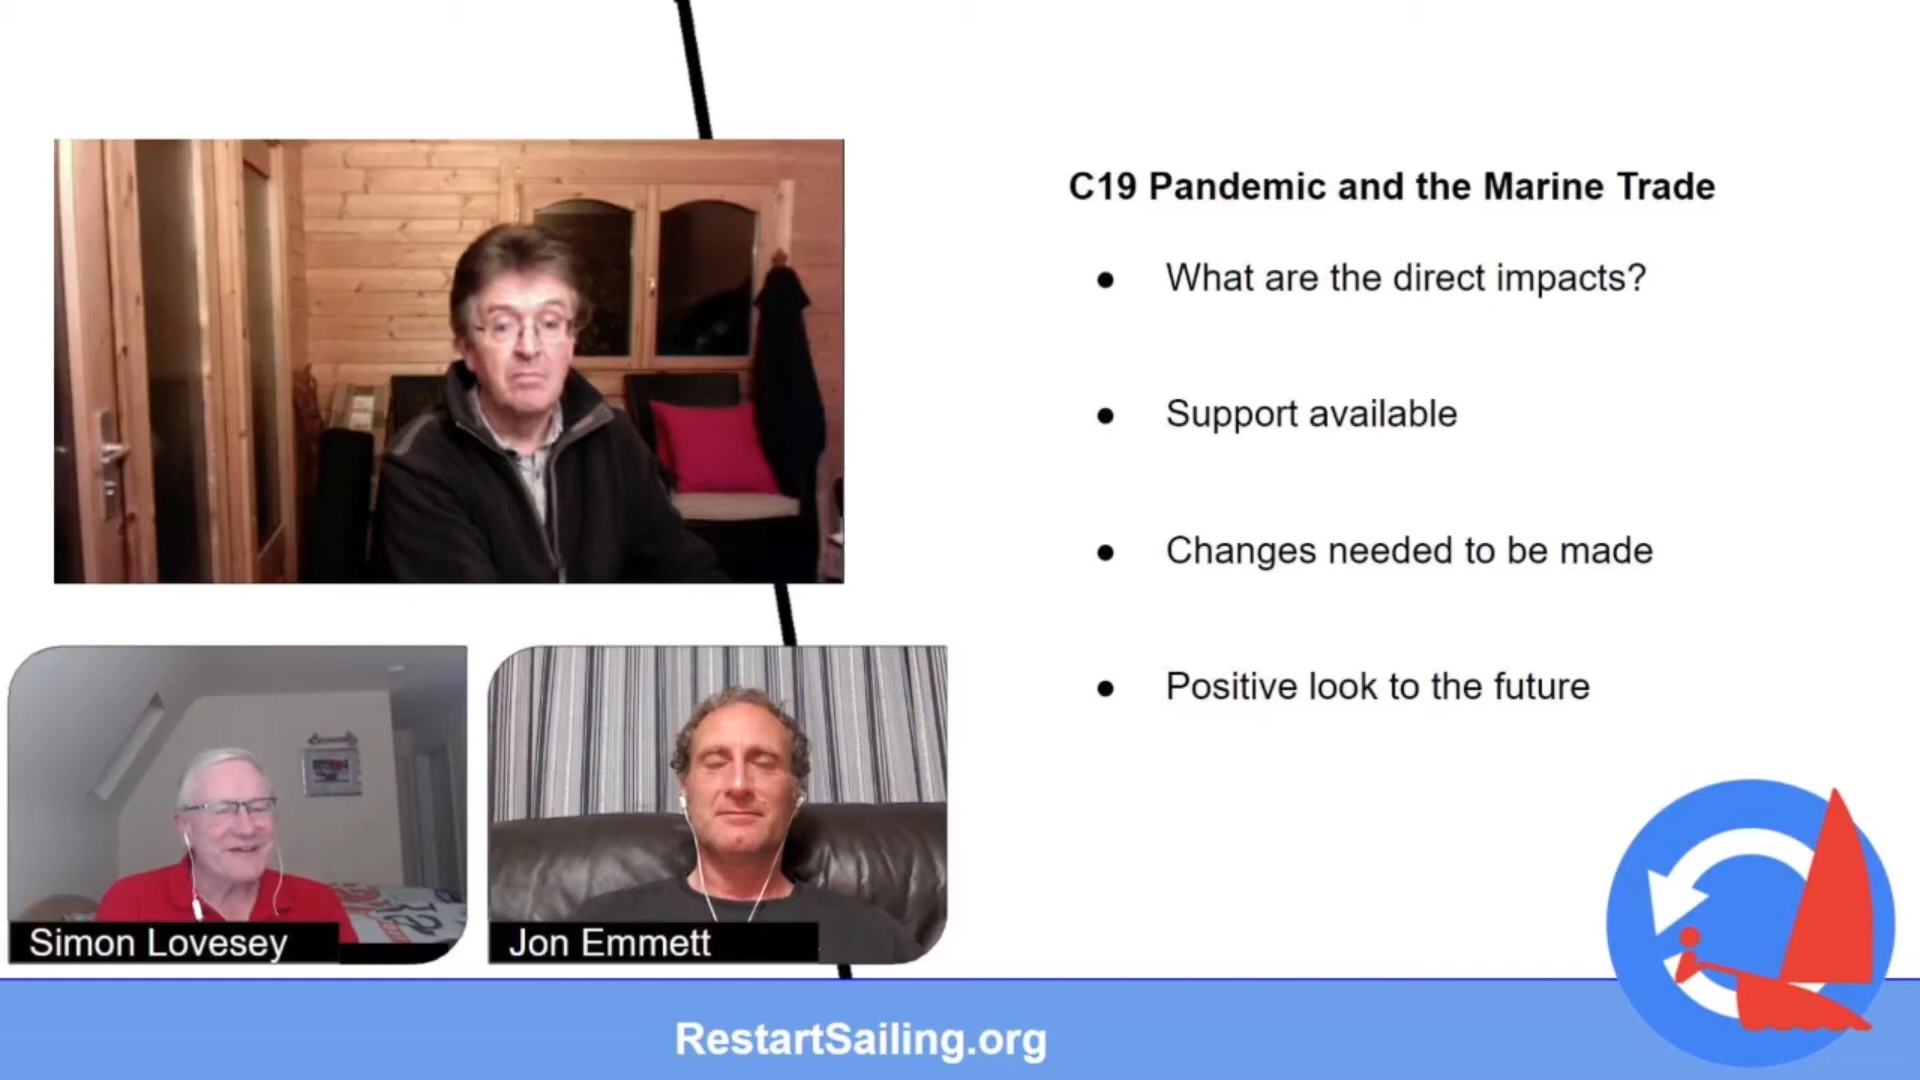 C19 Pandemic and the Marine Trade
● What are the direct impacts?
● Support available
● Changes needed to be made
● Positive look to the future
Simon Lovesey
Jon Emmett
RestartSailing.org